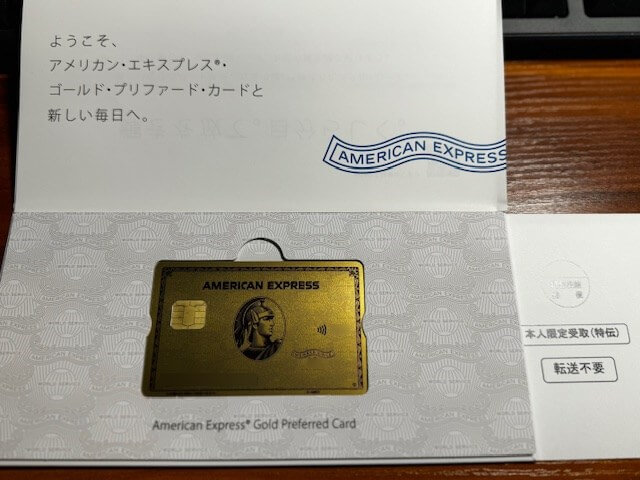 ようこそ、
アメリカン・エキスプレス®・
ゴールド・プリファード・カードと
新しい毎日へ。
AMERICAN EXPRESS
AMERICAN EXPRESS
American Express® Gold Preferred Card
本人限定受取(特伝)
転送不要